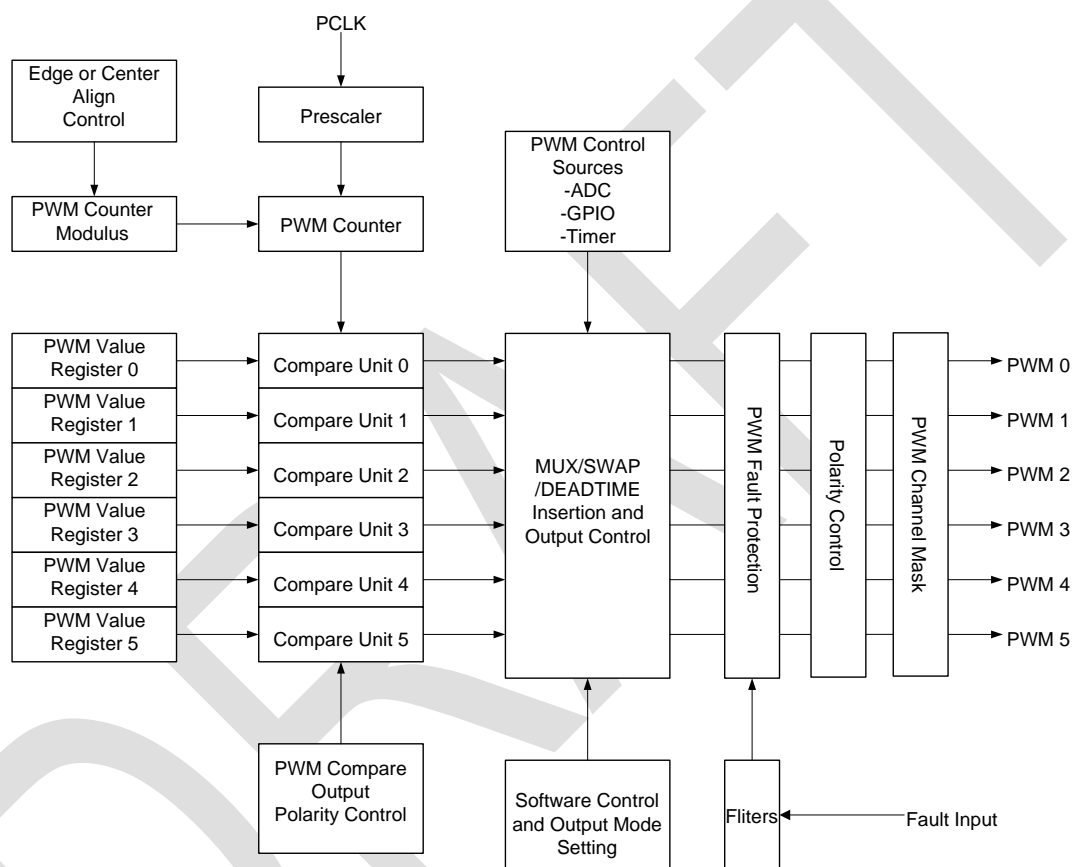 PCLK
Edge or Center
Align
Control
Prescaler
PWM Control
Sources
-ADC
-GPIO
-Timer
PWM Counter
Modulus
PWM Counter
PWM Value
Register 0
Compare Unit 0
PWM 0
PWM Value
Register 1
Compare Unit 1
PWM 1
PWM Value
Register 2
Compare Unit 2
PWM 2
PWM Value
Register 3
Compare Unit 3
PWM 3
PWM Value
Register 4
Compare Unit 4
PWM 4
PWM Value
Register 5
Compare Unit 5
PWM 5
MUX/SWAP
/DEADTIME
Insertion and
Output Control
PWM Fault Protection
Polarity Control
PWM Channel Mask
PWM Compare
Output
Polarity Control
Software Control
and Output Mode
Setting
Fliters
Fault Input
DRAFT